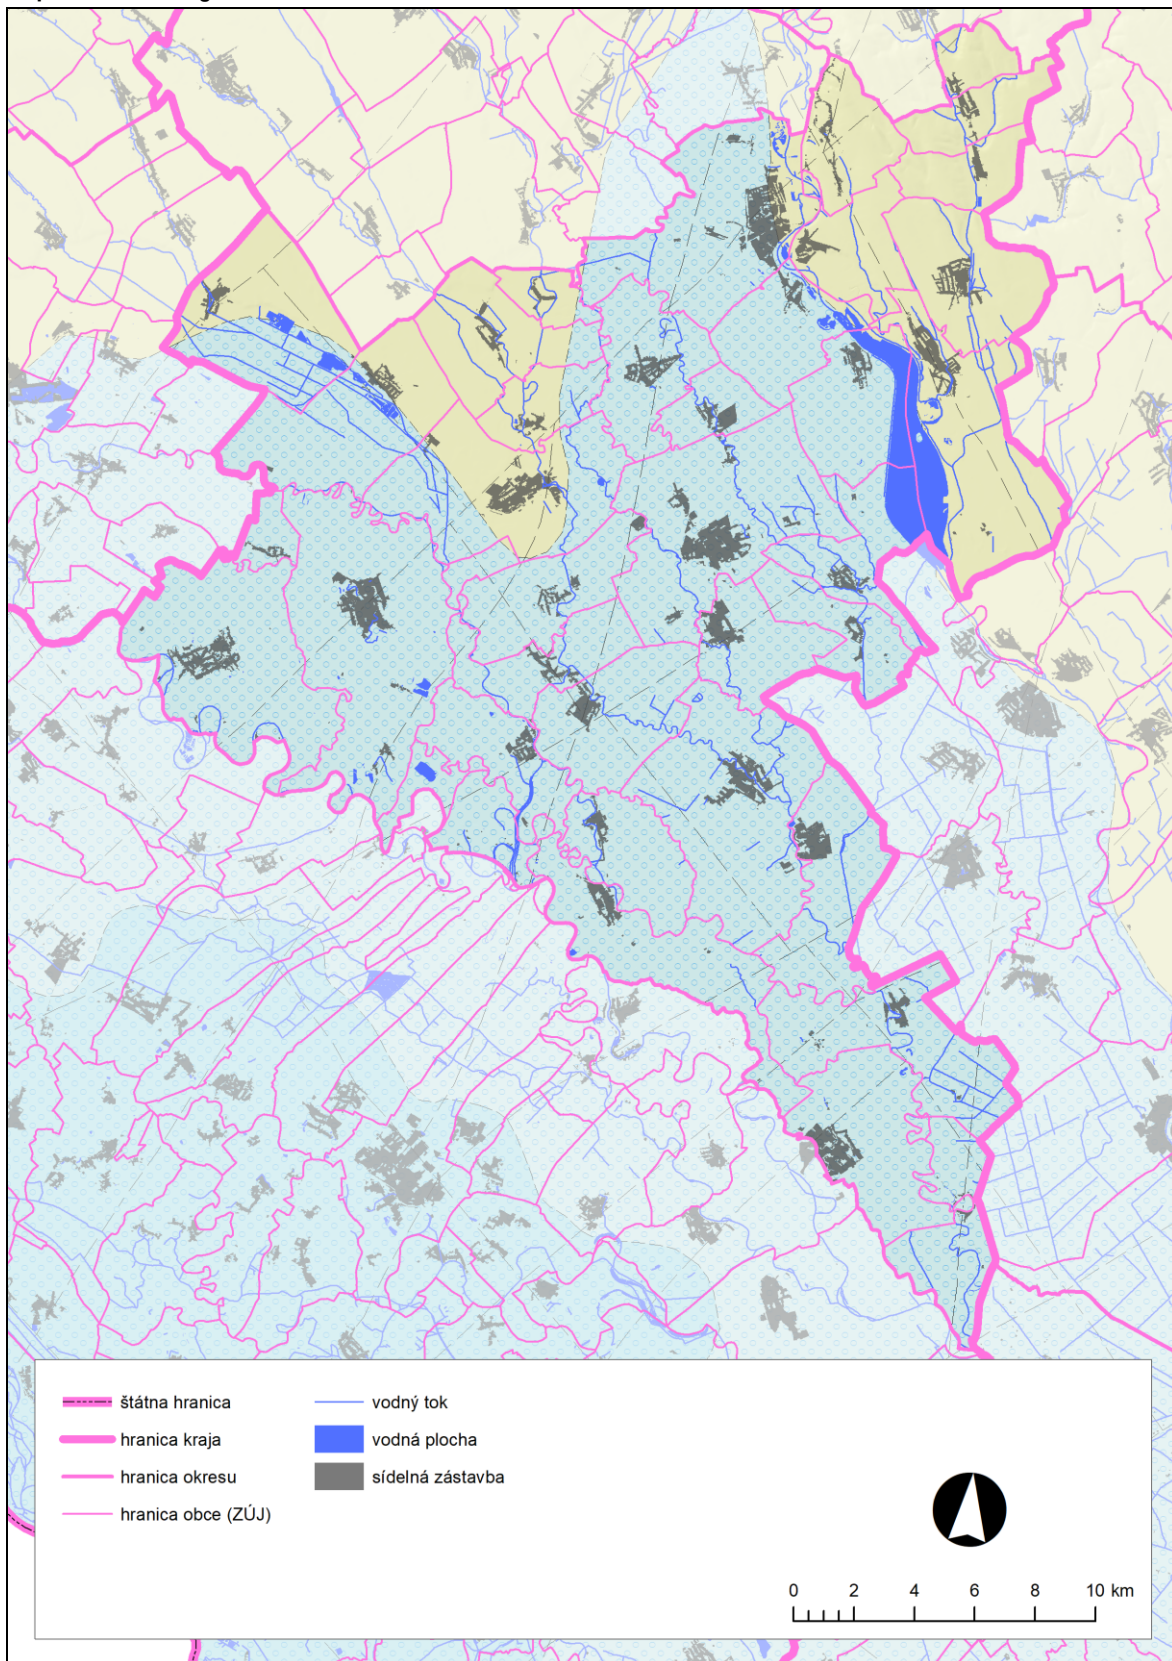 štátna hranica
hranica kraja
hranica okresu
hranica obce (ZÚJ)
vodný tok
vodná plocha
sídelná zástavba
0 2 4 6 8 10 km